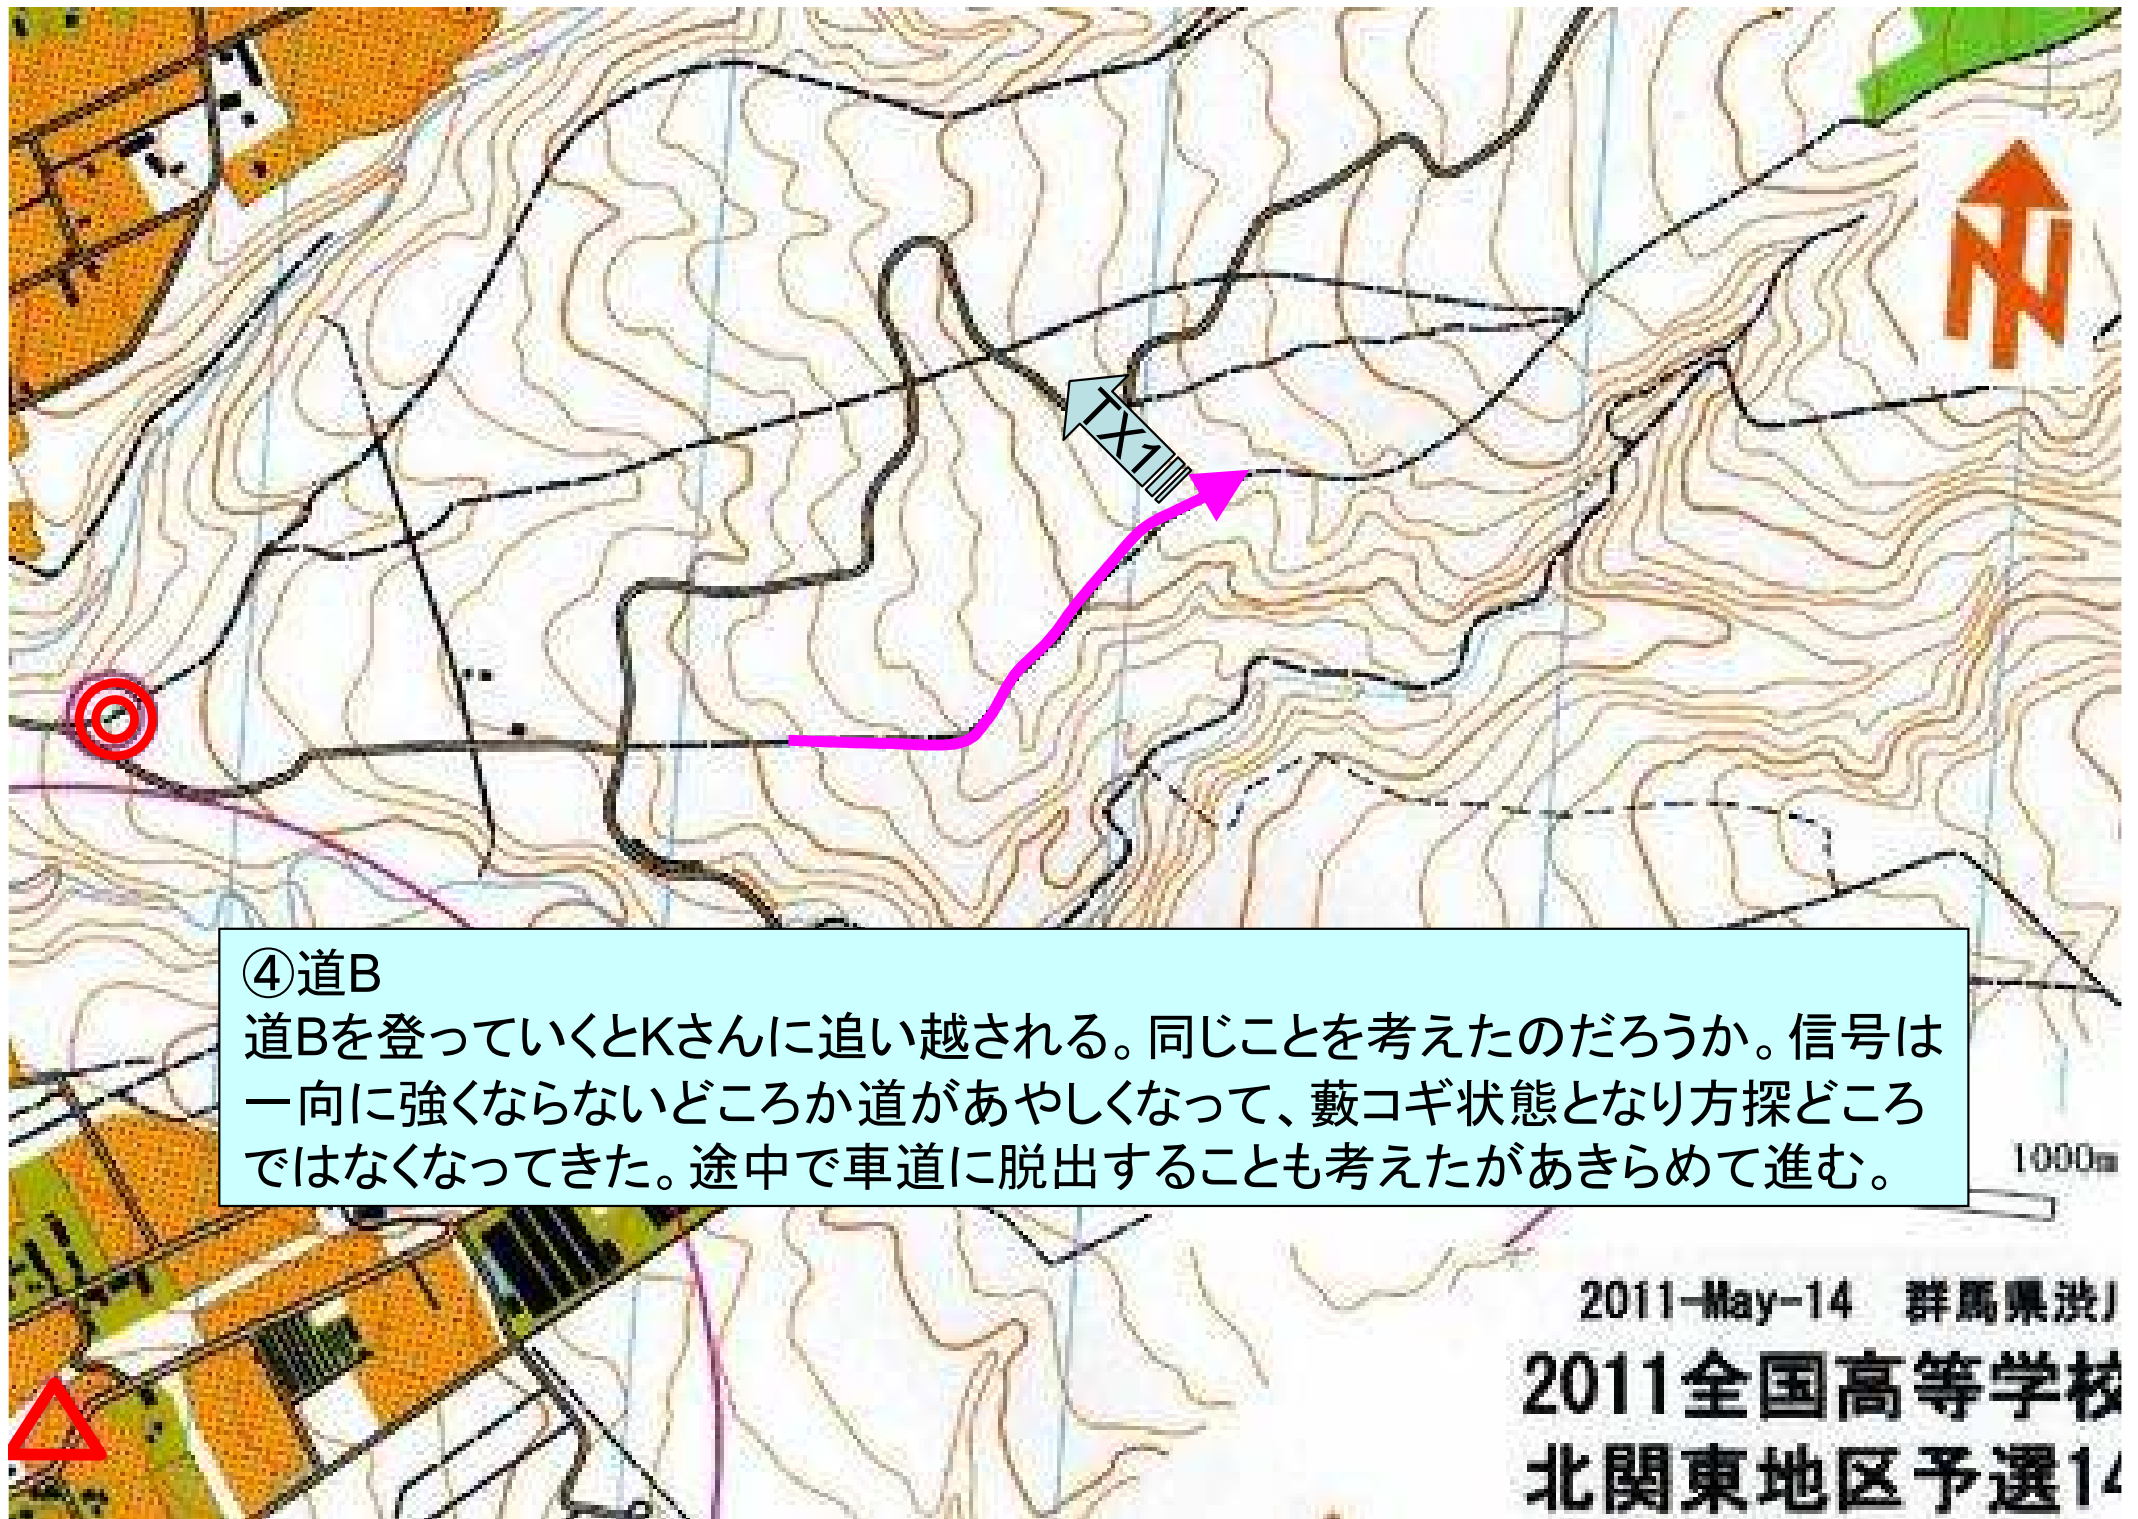 N
TX1
④道B
道Bを登っていくとKさんに追い越される。同じことを考えたのだろうか。信号は
一向に強くならないどころか道があやしくなって、藪コギ状態となり方探どころ
ではなくなってきた。途中で車道に脱出することも考えたがあきらめて進む。
1000m
2011-May-14 群馬県渋川
2011全国高等学校
北関東地区予選14